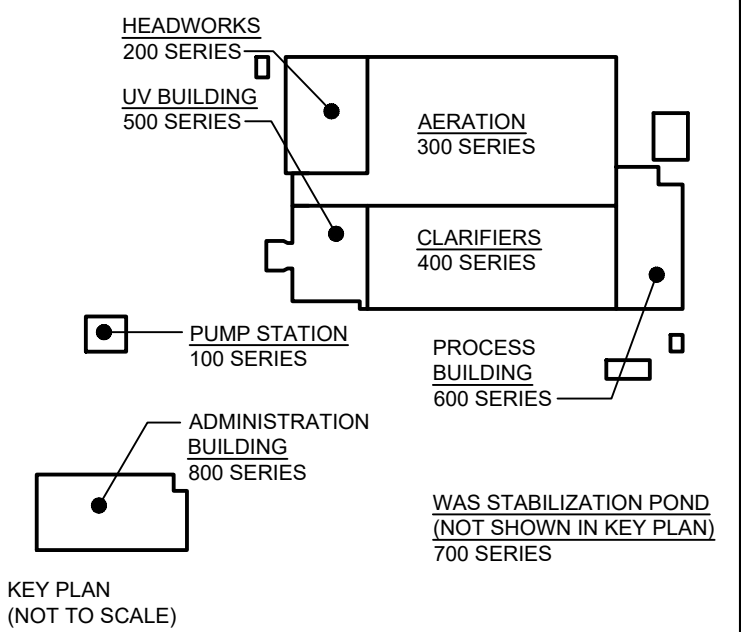 HEADWORKS
200 SERIES
UV BUILDING
500 SERIES
AERATION
300 SERIES
CLARIFIERS
400 SERIES
PUMP STATION
100 SERIES
PROCESS
BUILDING
600 SERIES
ADMINISTRATION
BUILDING
800 SERIES
WAS STABILIZATION POND
(NOT SHOWN IN KEY PLAN)
700 SERIES
KEY PLAN
(NOT TO SCALE)